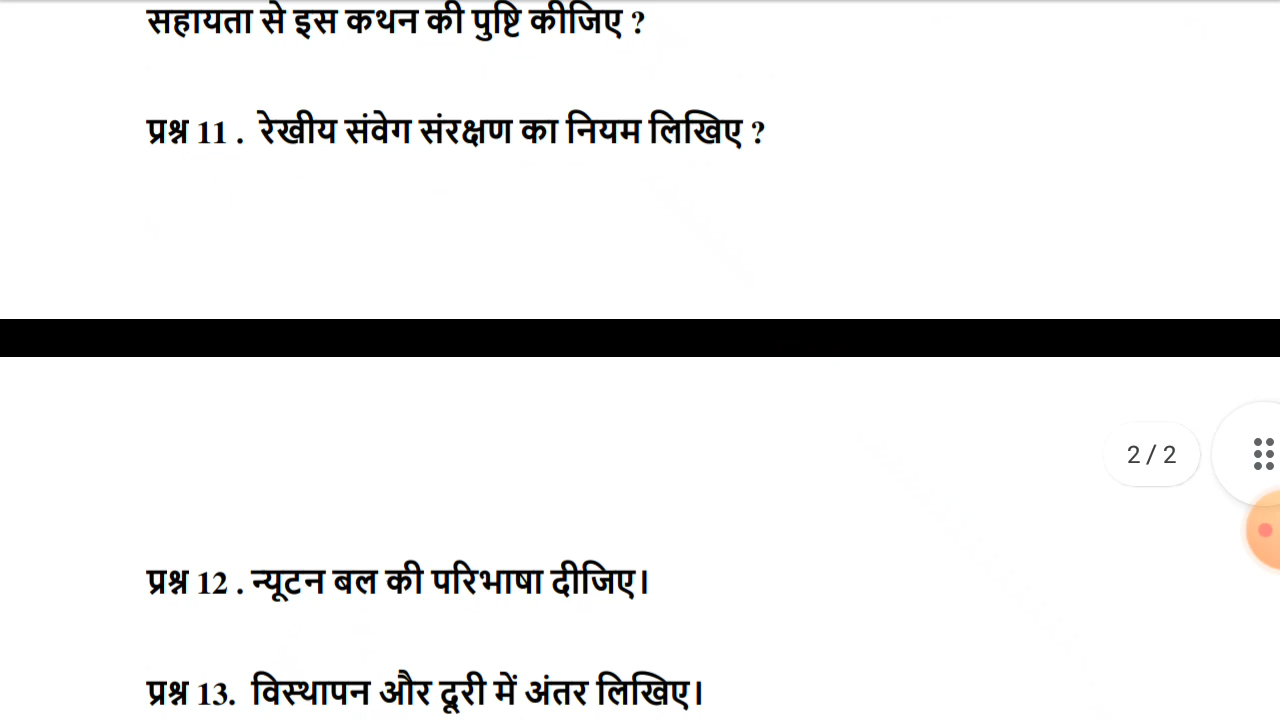 सहायता से इस कथन की पुष्टि कीजिए ?
प्रश्न 11 . रेखीय संवेग संरक्षण का नियम लिखिए ?
2 / 2
प्रश्न 12 . न्यूटन बल की परिभाषा दीजिए।
प्रश्न 13. विस्थापन और दूरी में अंतर लिखिए।